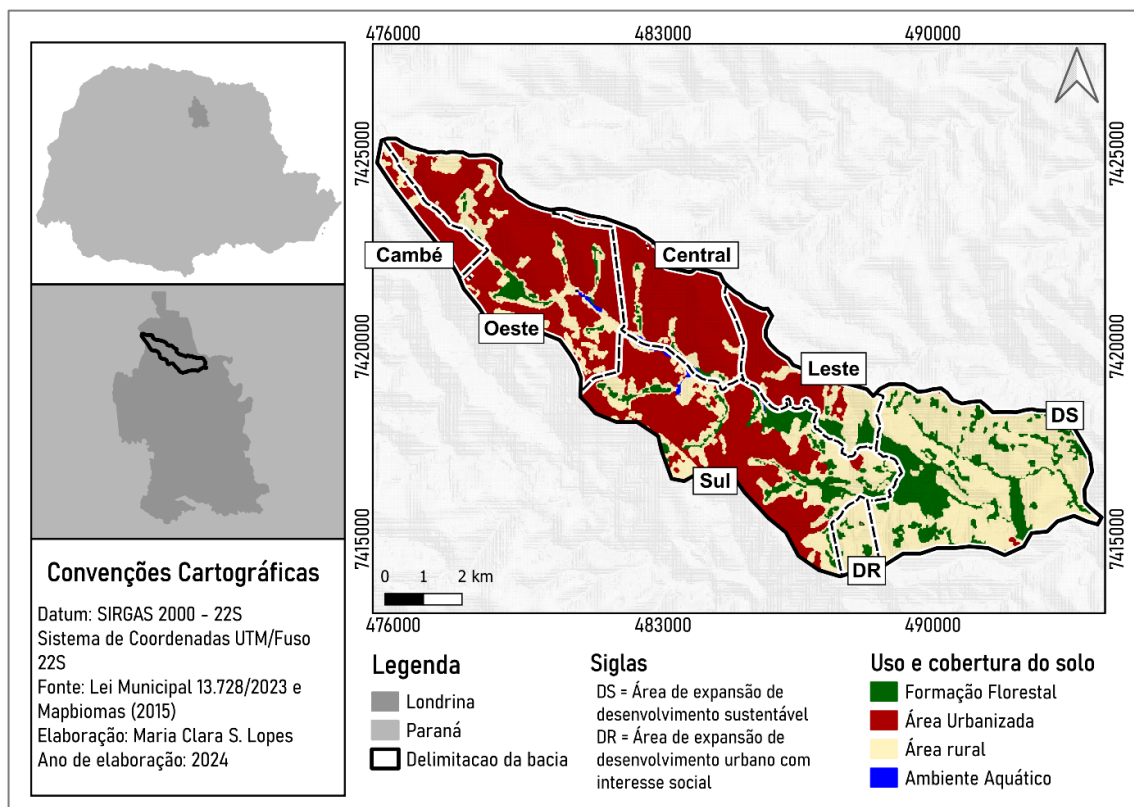 476000 483000 490000
7425000 7425000
Cambé Central
Oeste
7420000 7420000
Leste
DS
Sul
7415000 7415000
DR
0 1 2 km
476000 483000 490000
Convenções Cartográficas
Datum: SIRGAS 2000 - 22S
Sistema de Coordenadas UTM/Fuso
22S
Fonte: Lei Municipal 13.728/2023 e
Mapbiomas (2015)
Elaboração: Maria Clara S. Lopes
Ano de elaboração: 2024
Legenda
Londrina
Paraná
Delimitacao da bacia
Siglas
DS = Área de expansão de
desenvolvimento sustentável
DR = Área de expansão de
desenvolvimento urbano com
interesse social
Uso e cobertura do solo
Formação Florestal
Área Urbanizada
Área rural
Ambiente Aquático